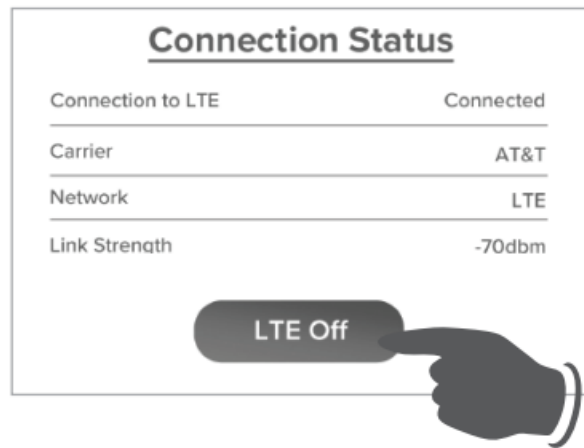 Connection Status
Connection to LTE Connected
Carrier AT&T
Network LTE
Link Strength -70dbm
LTE Off